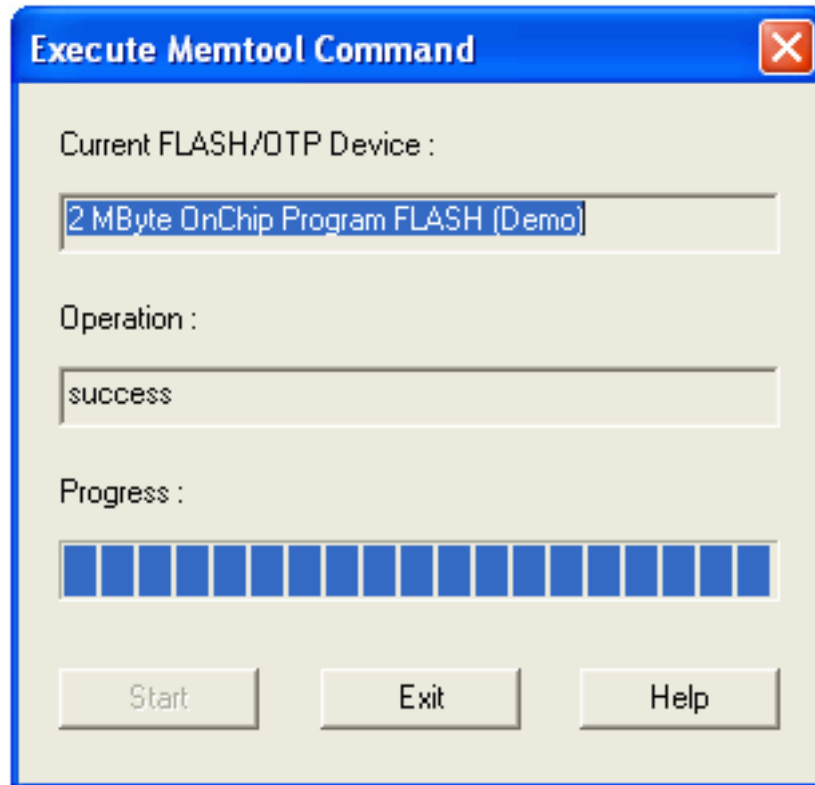 Execute Memtool Command
Current FLASH/OTP Device :
2 MByte OnChip Program FLASH (Demo)
Operation :
success
Progress :
Start Exit Help